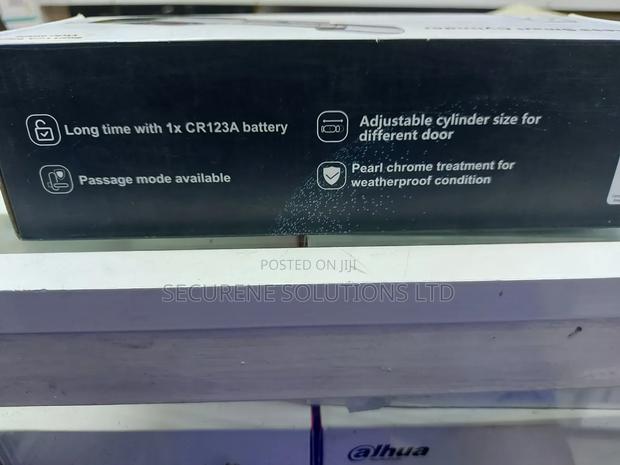 Long time with 1x CR123A battery
Adjustable cylinder size for
different door
Passage mode available
Pearl chrome treatment for
weatherproof condition
POSTED ON JIJI
SECURENE SOLUTIONS LTD
alhua